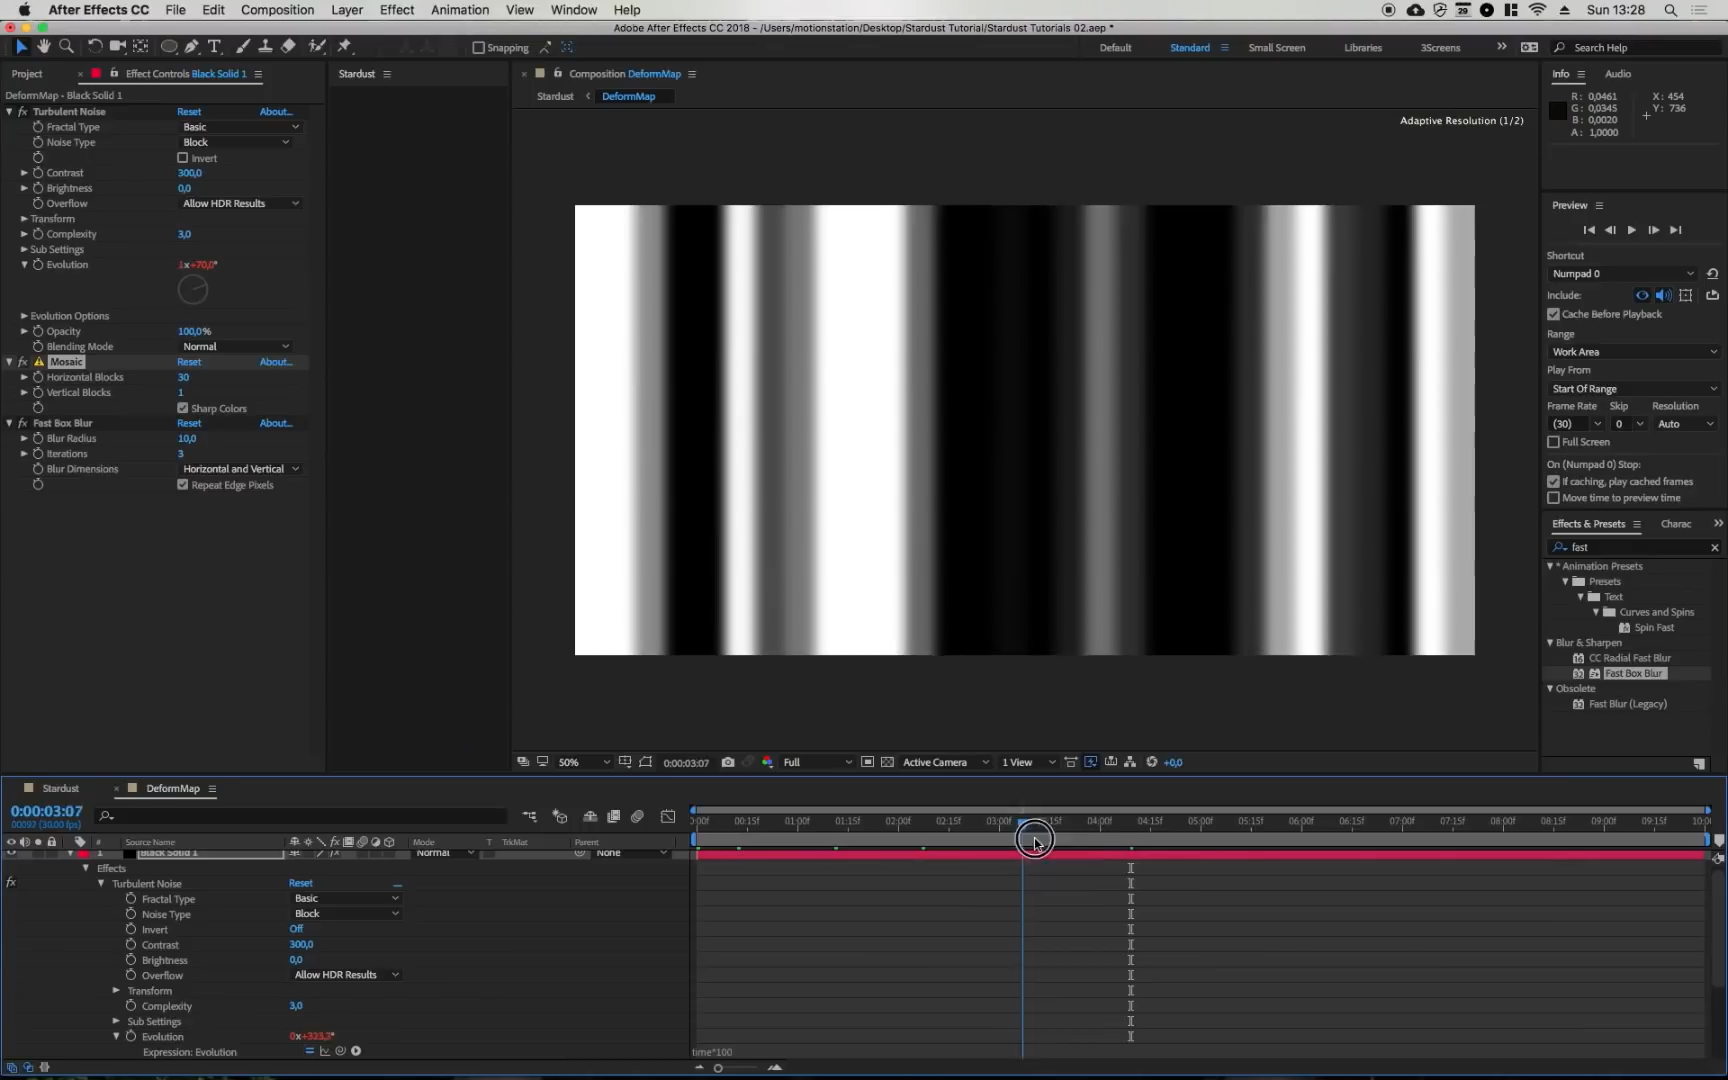 After Effects CC File Edit Composition Layer Effect Animation View Window Help 29 Sun 13:28
Adobe After Effects CC 2018 - /Users/motionstation/Desktop/Stardust Tutorial/Stardust Tutorials 02.aep *
T Snapping Default Standard Small Screen Libraries 3Screens Search Help
Project Effect Controls Black Solid 1 Stardust Composition DeformMap Info Audio
DeformMap • Black Solid 1 Stardust DeformMap
R: 0,0461 X: 454
G: 0,0345 Y: 736
B: 0,0020
A: 1,0000
fx Turbulent Noise Reset About...
Fractal Type Basic
Noise Type Block
Invert
Contrast 300,0
Brightness 0,0
Overflow Allow HDR Results
Transform
Complexity 3,0
Sub Settings
Evolution 1x+70,0°
Evolution Options
Opacity 100,0%
Blending Mode Normal
fx Mosaic Reset About...
Horizontal Blocks 30
Vertical Blocks 1
Sharp Colors
fx Fast Box Blur Reset About...
Blur Radius 10,0
Iterations 3
Blur Dimensions Horizontal and Vertical
Repeat Edge Pixels
Adaptive Resolution (1/2)
Preview
Shortcut
Numpad 0
Include:
Cache Before Playback
Range
Work Area
Play From
Start Of Range
Frame Rate Skip Resolution
(30) 0 Auto
Full Screen
On (Numpad 0) Stop:
If caching, play cached frames
Move time to preview time
Effects & Presets Charac
fast
* Animation Presets
Presets
Text
Curves and Spins
Spin Fast
Blur & Sharpen
CC Radial Fast Blur
Fast Box Blur
Obsolete
Fast Blur (Legacy)
50% 0:00:03:07 Full Active Camera 1 View +0,0
Stardust DeformMap
0:00:03:07
00097 (30.00 fps)
0:00f 00:15f 01:00f 01:15f 02:00f 02:15f 03:00f 15f 04:00f 04:15f 05:00f 05:15f 06:00f 06:15f 07:00f 07:15f 08:00f 08:15f 09:00f 09:15f 10:0
# Source Name fx Mode T TrkMat Parent
1 Black Solid 1 Normal None
Effects
fx Turbulent Noise Reset
Fractal Type Basic
Noise Type Block
Invert Off
Contrast 300,0
Brightness 0,0
Overflow Allow HDR Results
Transform
Complexity 3,0
Sub Settings
Evolution 0x+323,3°
Expression: Evolution time*100